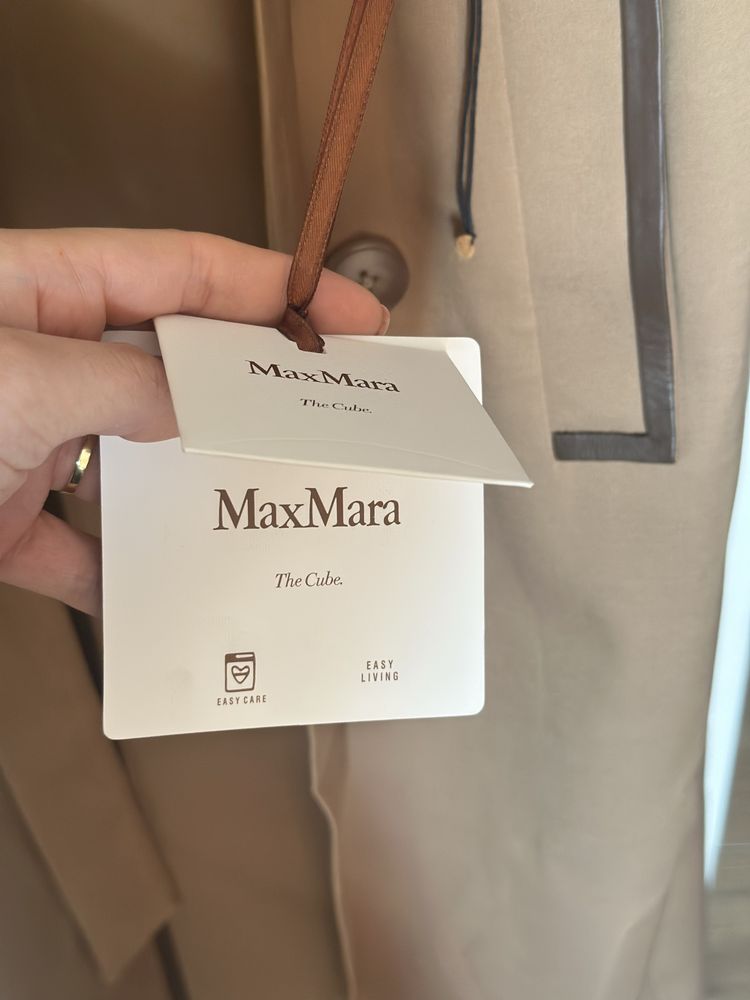 MaxMara
The Cube.
MaxMara
The Cube.
EASY CARE
EASY
LIVING